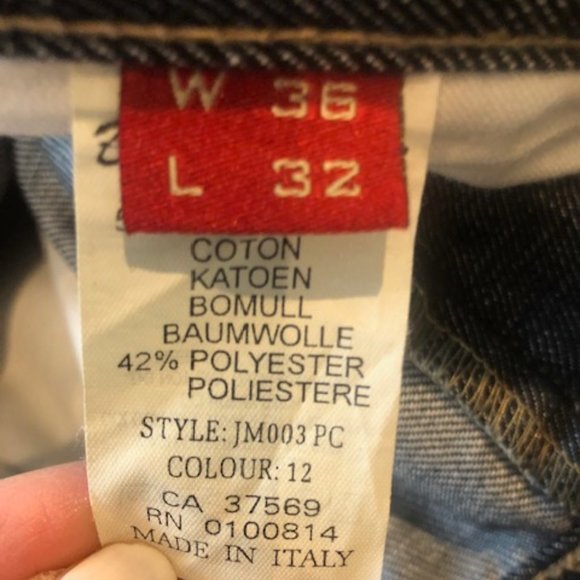 W 36
L 32
COTON
KATOEN
BOMULL
BAUMWOLLE
42% POLYESTER
POLIESTERE
STYLE: JM003 PC
COLOUR: 12
CA 37569
RN 0100814
MADE IN ITALY